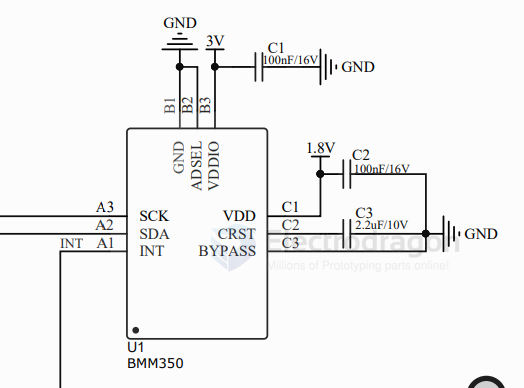 GND
3V
C1
100nF/16V
GND
B1
B2
B3
GND
ADSEL
VDDIO
1.8V
C2
100nF/16V
A3
SCK
VDD
C1
C3
2.2uF/10V
A2
SDA
CRST
C2
GND
INT
A1
INT
BYPASS
C3
Electrodragon
Millions of Prototyping parts online!
U1
BMM350